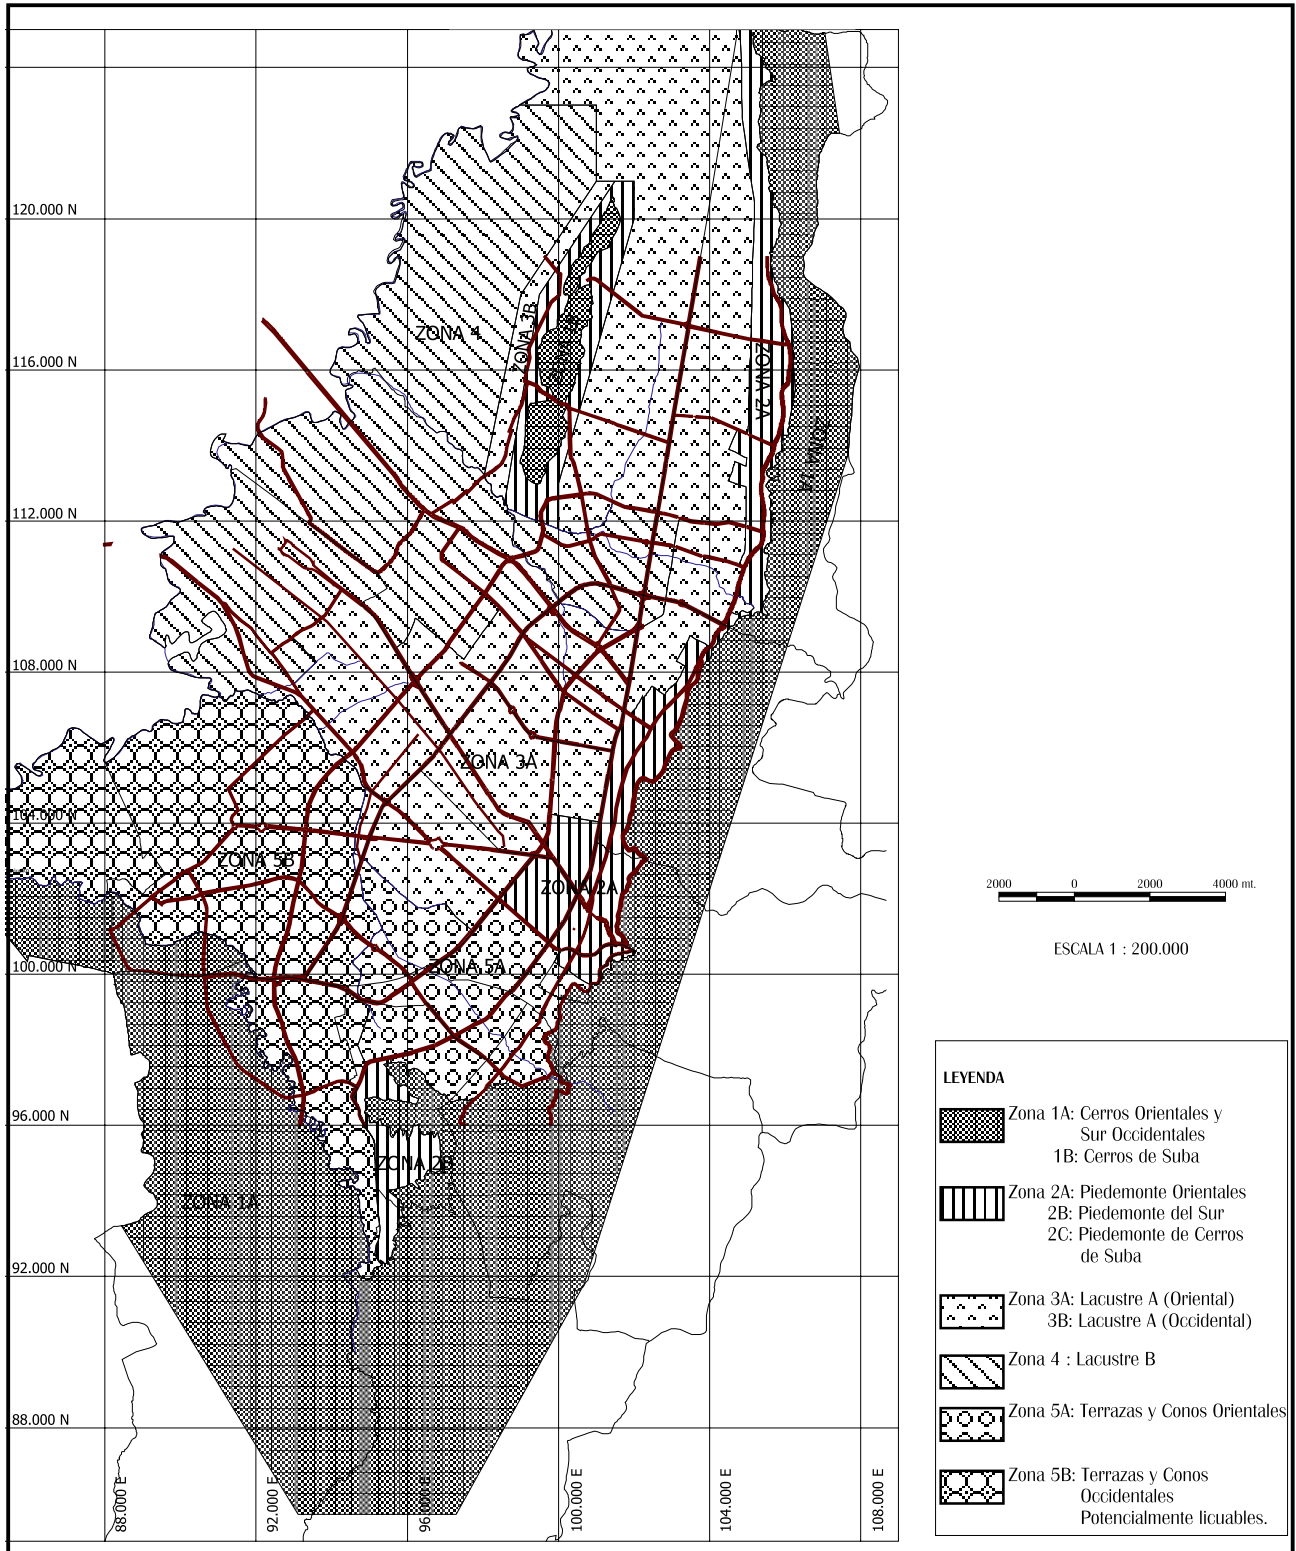 120.000 N
116.000 N
112.000 N
108.000 N
104.000 N
100.000 N
96.000 N
92.000 N
88.000 N
88.000 E
92.000 E
96.000 E
100.000 E
104.000 E
108.000 E
ZONA 4
ZONA 3B
ZONA 2A
ZONA 1A
ZONA 3A
ZONA 5B
ZONA 2A
ZONA 5A
ZONA 2B
ZONA 1A
2000 0 2000 4000 mt.
ESCALA 1 : 200.000
LEYENDA
Zona 1A: Cerros Orientales y
Sur Occidentales
1B: Cerros de Suba
Zona 2A: Piedemonte Orientales
2B: Piedemonte del Sur
2C: Piedemonte de Cerros
de Suba
Zona 3A: Lacustre A (Oriental)
3B: Lacustre A (Occidental)
Zona 4 : Lacustre B
Zona 5A: Terrazas y Conos Orientales
Zona 5B: Terrazas y Conos
Occidentales
Potencialmente licuables.